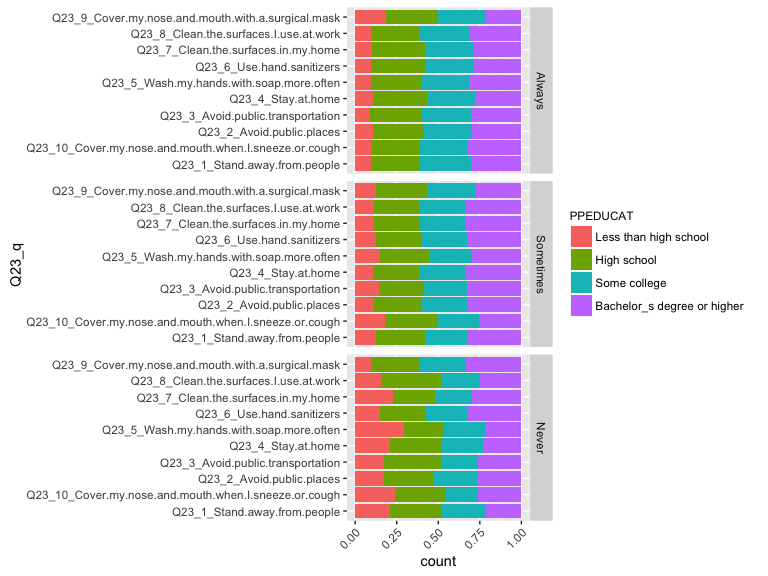 Q23_9_Cover.my.nose.and.mouth.with.a.surgical.mask
Q23_8_Clean.the.surfaces.I.use.at.work
Q23_7_Clean.the.surfaces.in.my.home
Q23_6_Use.hand.sanitizers
Q23_5_Wash.my.hands.with.soap.more.often
Q23_4_Stay.at.home
Q23_3_Avoid.public.transportation
Q23_2_Avoid.public.places
Q23_10_Cover.my.nose.and.mouth.when.I.sneeze.or.cough
Q23_1_Stand.away.from.people
Always
Q23_9_Cover.my.nose.and.mouth.with.a.surgical.mask
Q23_8_Clean.the.surfaces.I.use.at.work
Q23_7_Clean.the.surfaces.in.my.home
Q23_6_Use.hand.sanitizers
Q23_5_Wash.my.hands.with.soap.more.often
Q23_4_Stay.at.home
Q23_3_Avoid.public.transportation
Q23_2_Avoid.public.places
Q23_10_Cover.my.nose.and.mouth.when.I.sneeze.or.cough
Q23_1_Stand.away.from.people
Sometimes
Q23_9_Cover.my.nose.and.mouth.with.a.surgical.mask
Q23_8_Clean.the.surfaces.I.use.at.work
Q23_7_Clean.the.surfaces.in.my.home
Q23_6_Use.hand.sanitizers
Q23_5_Wash.my.hands.with.soap.more.often
Q23_4_Stay.at.home
Q23_3_Avoid.public.transportation
Q23_2_Avoid.public.places
Q23_10_Cover.my.nose.and.mouth.when.I.sneeze.or.cough
Q23_1_Stand.away.from.people
Never
Q23_q
0.00
0.25
0.50
0.75
1.00
count
PPEDUCAT
Less than high school
High school
Some college
Bachelor_s degree or higher